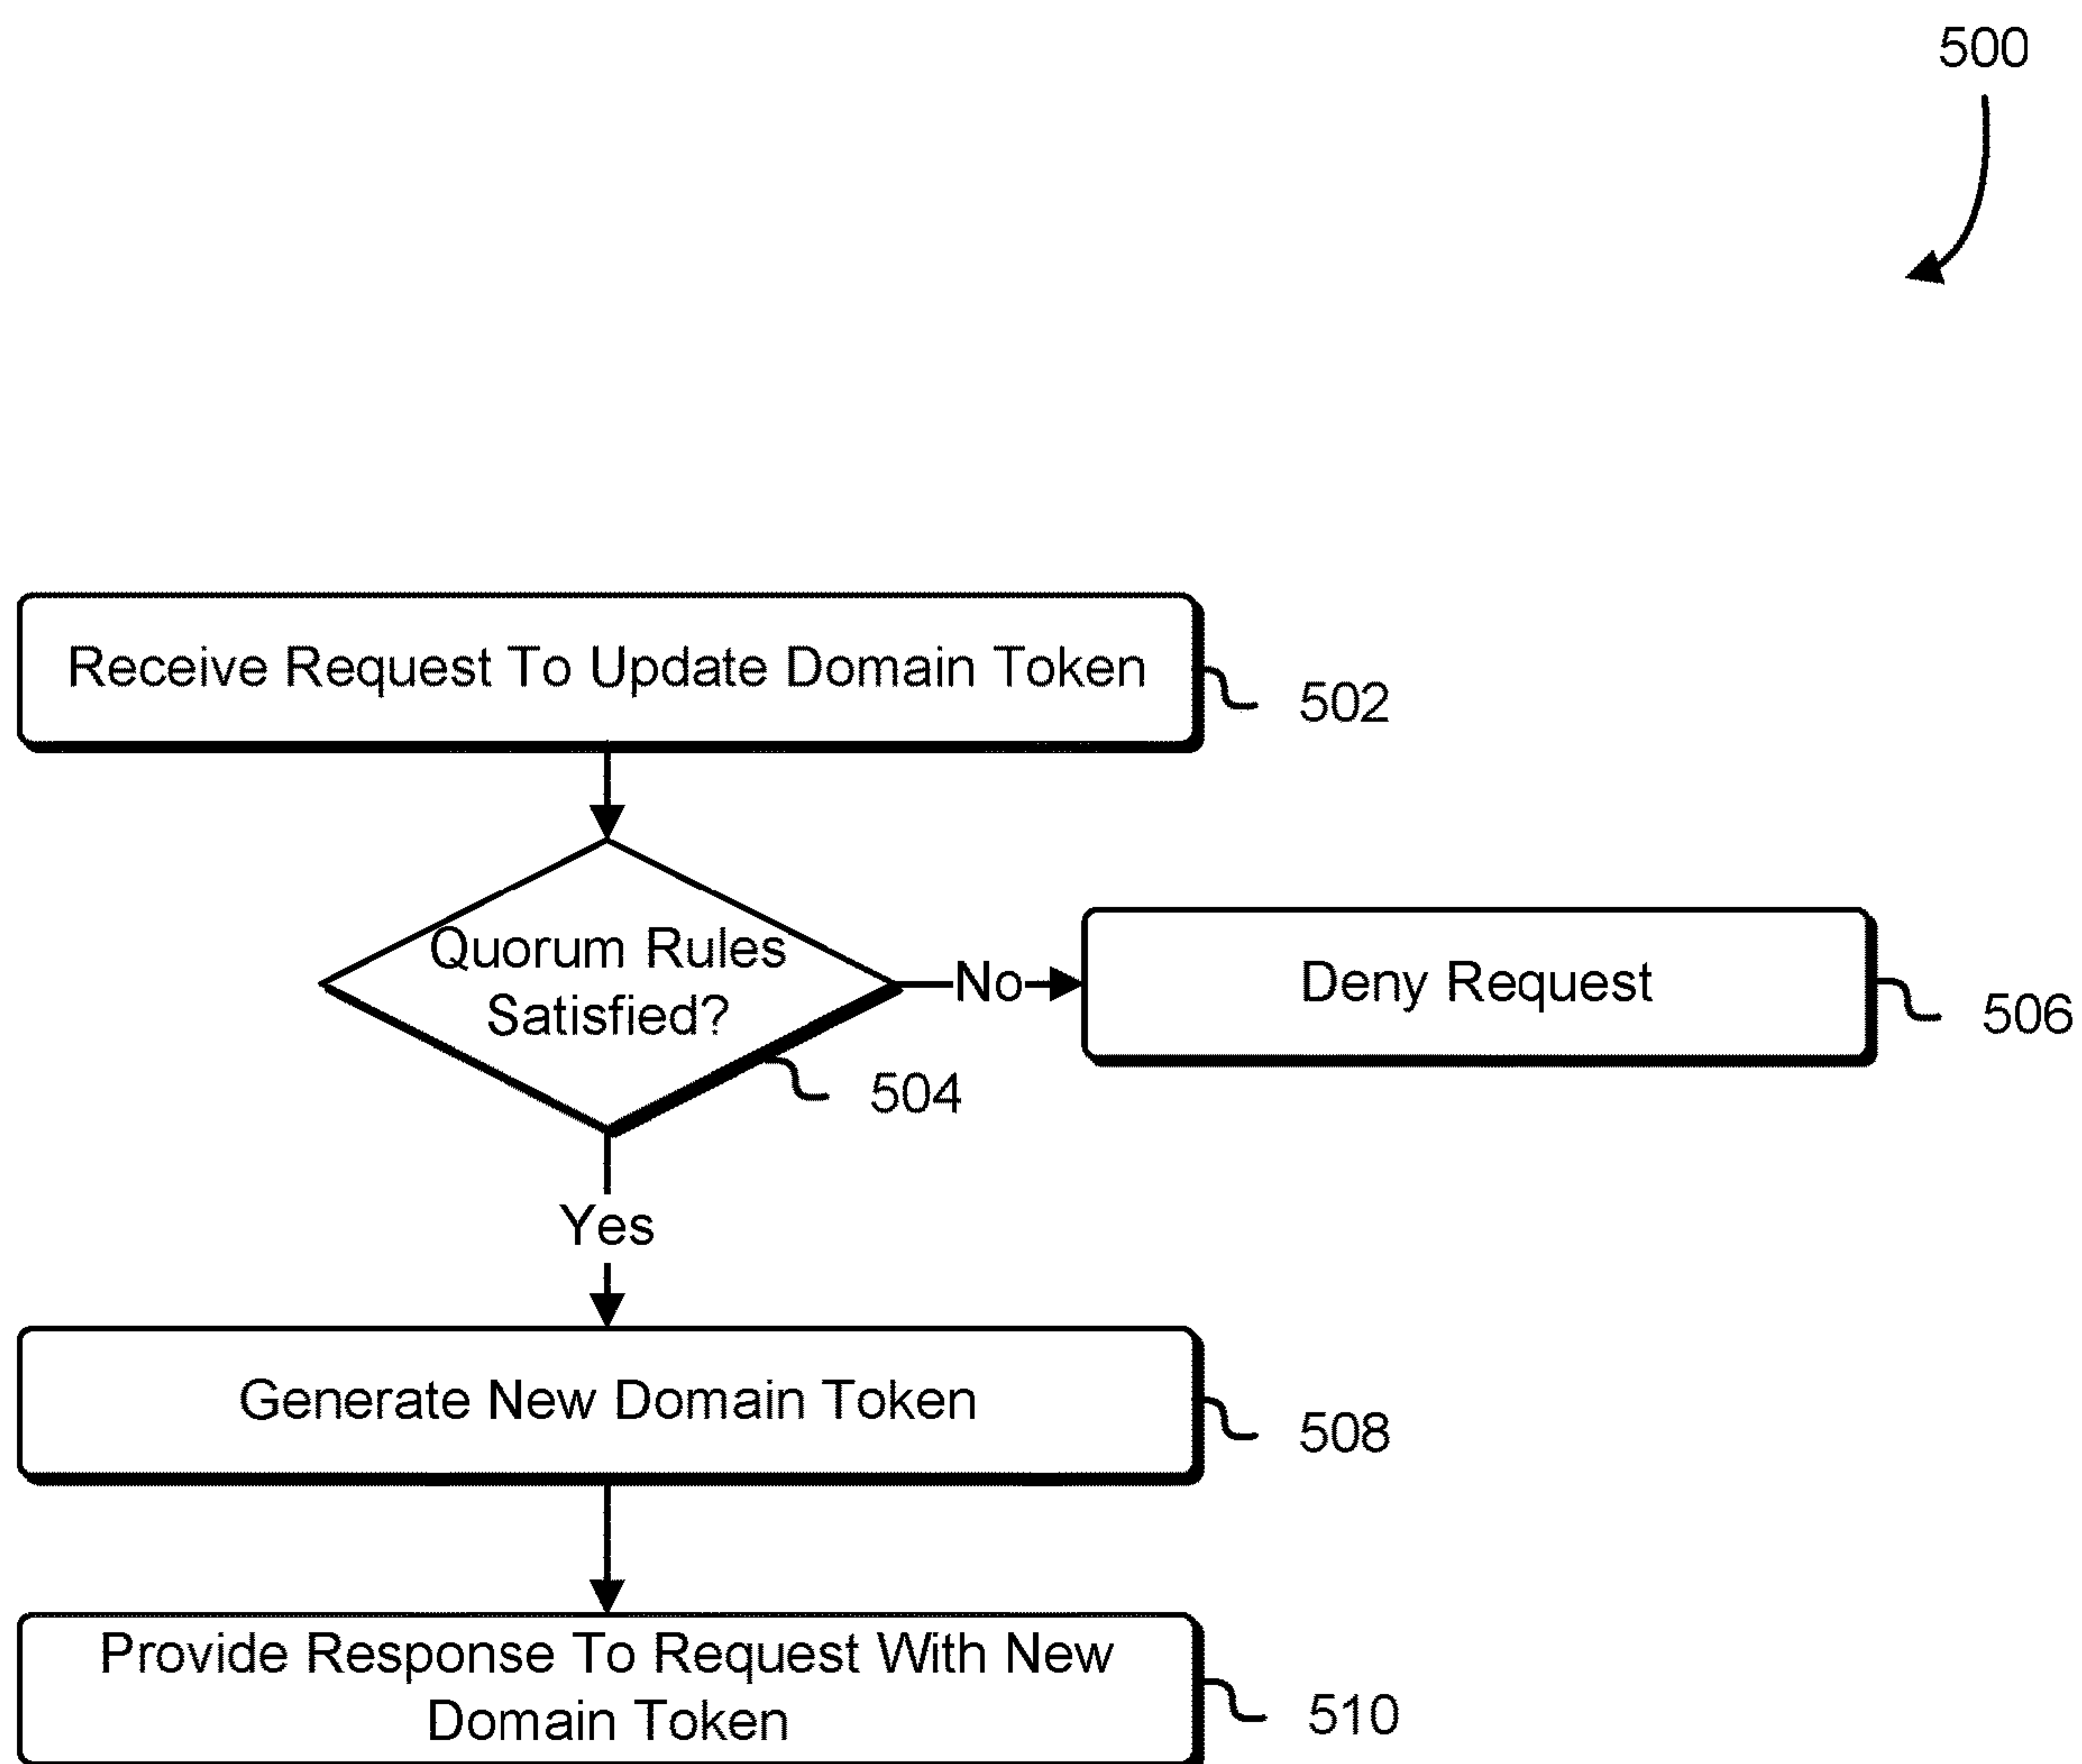 500
Receive Request To Update Domain Token
502
Quorum Rules
Satisfied?
No
Deny Request
506
504
Yes
Generate New Domain Token
508
Provide Response To Request With New
Domain Token
510